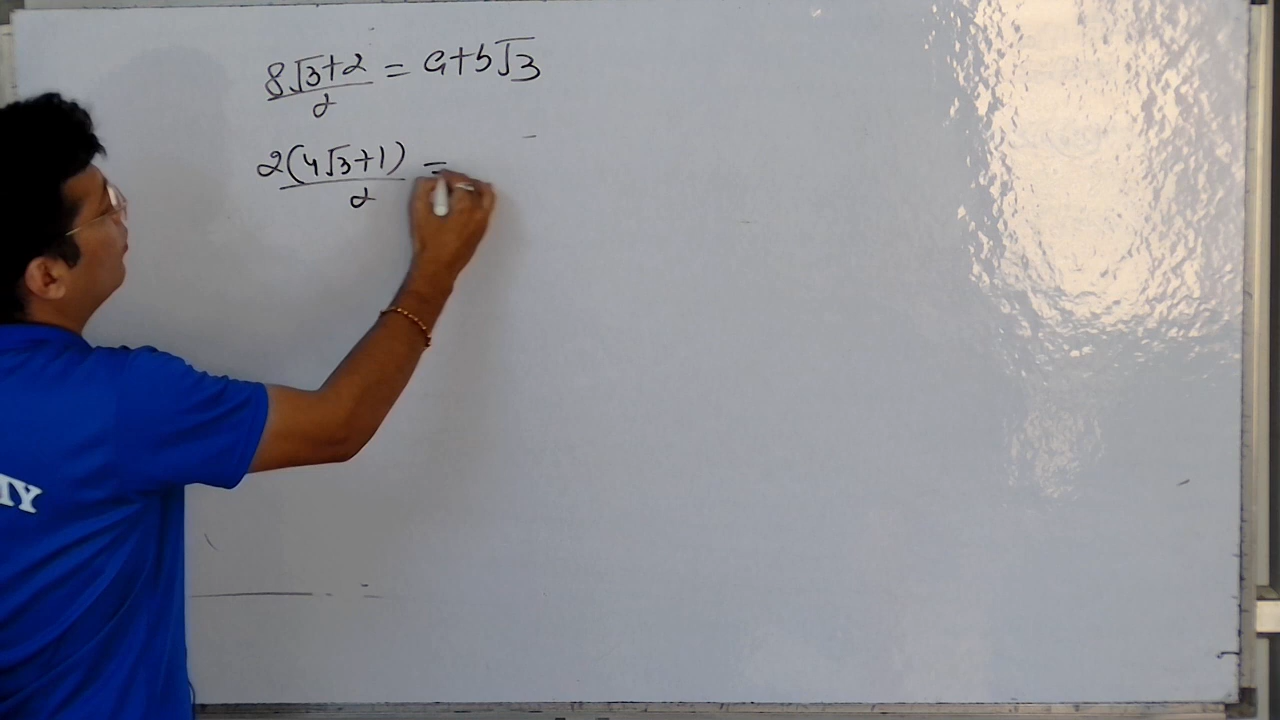 8√3+2/2 = a+b√3
2(4√3+1)/2 =